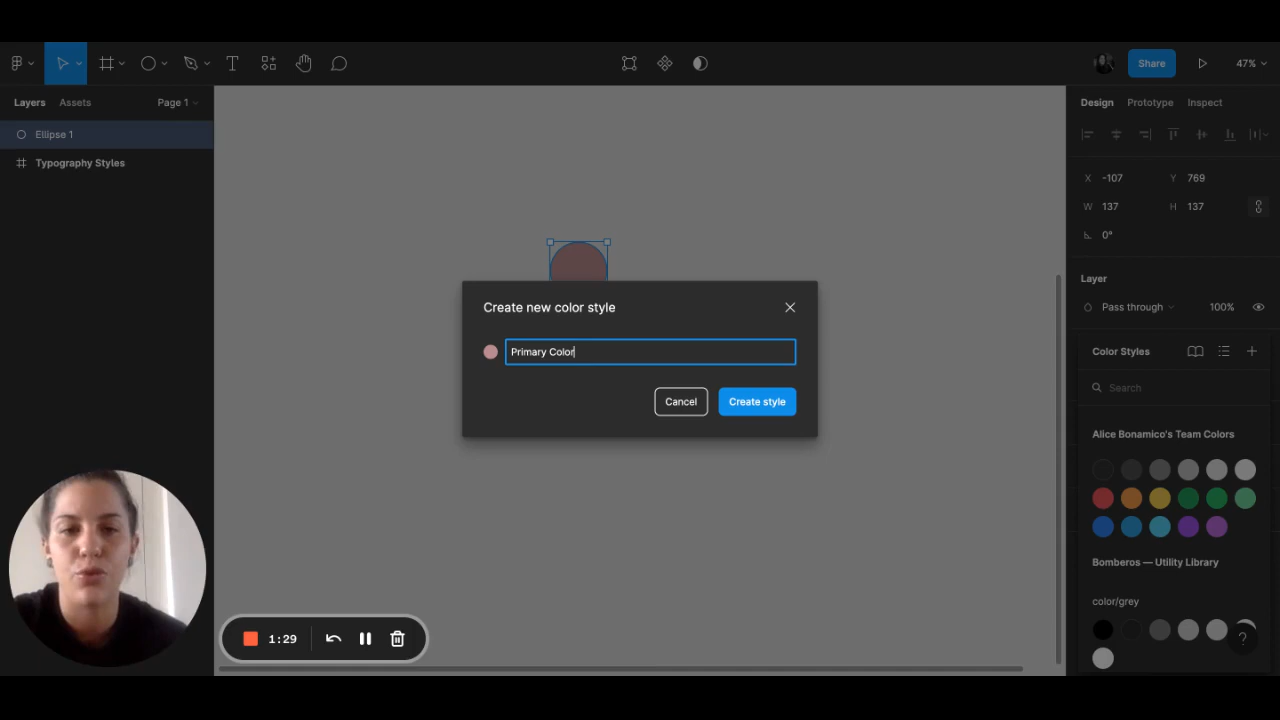 Share
47%
Layers
Assets
Page 1
Design
Prototype
Inspect
Ellipse 1
Typography Styles
X
-107
Y
769
W
137
H
137
0°
Layer
Pass through
100%
Create new color style
Primary Color
Cancel
Create style
Color Styles
Search
Alice Bonamico's Team Colors
Bomberos — Utility Library
color/grey
?
1:29